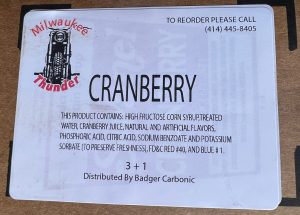 TO REORDER PLEASE CALL
(414) 445-8405
Milwaukee
Thunder
CRANBERRY
THIS PRODUCT CONTAINS: HIGH FRUCTOSE CORN SYRUP, TREATED
WATER, CRANBERRY JUICE, NATURAL AND ARTIFICIAL FLAVORS,
PHOSPHORIC ACID, CITRIC ACID, SODIUM BENZOATE AND POTASSIUM
SORBATE (TO PRESERVE FRESHNESS), FD&C RED #40, AND BLUE # 1.
3 + 1
Distributed By Badger Carbonic